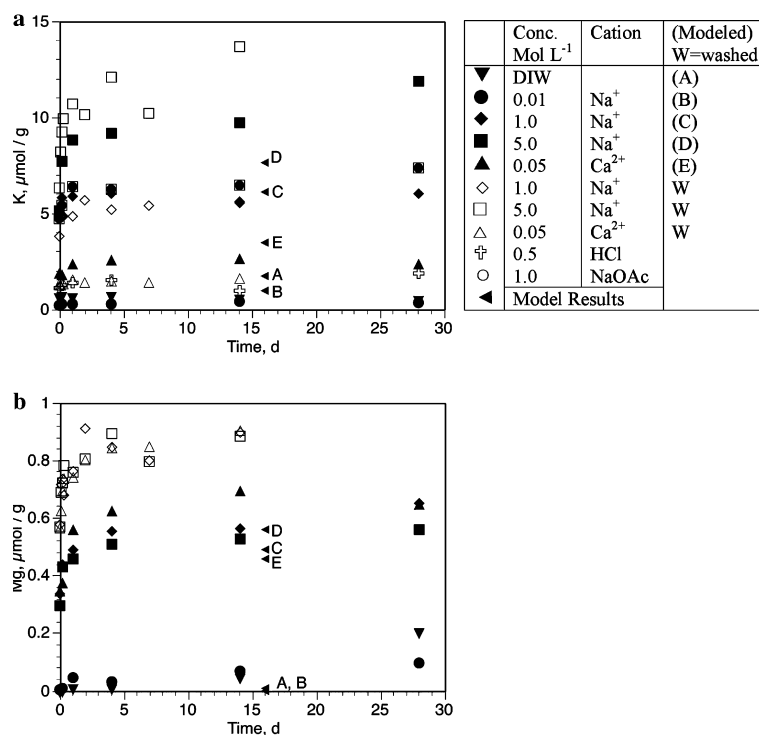 a
15
10
5
0
K, µmol / g
D
C
E
A
B
0 5 10 15 20 25 30
Time, d
Conc. Cation (Modeled)
Mol L-1 W=washed
DIW (A)
0.01 Na+ (B)
1.0 Na+ (C)
5.0 Na+ (D)
0.05 Ca2+ (E)
1.0 Na+ W
5.0 Na+ W
0.05 Ca2+ W
0.5 HCl
1.0 NaOAc
Model Results
b
1
0.8
0.6
0.4
0.2
0
Mg, µmol / g
D
C
E
A, B
0 5 10 15 20 25 30
Time, d